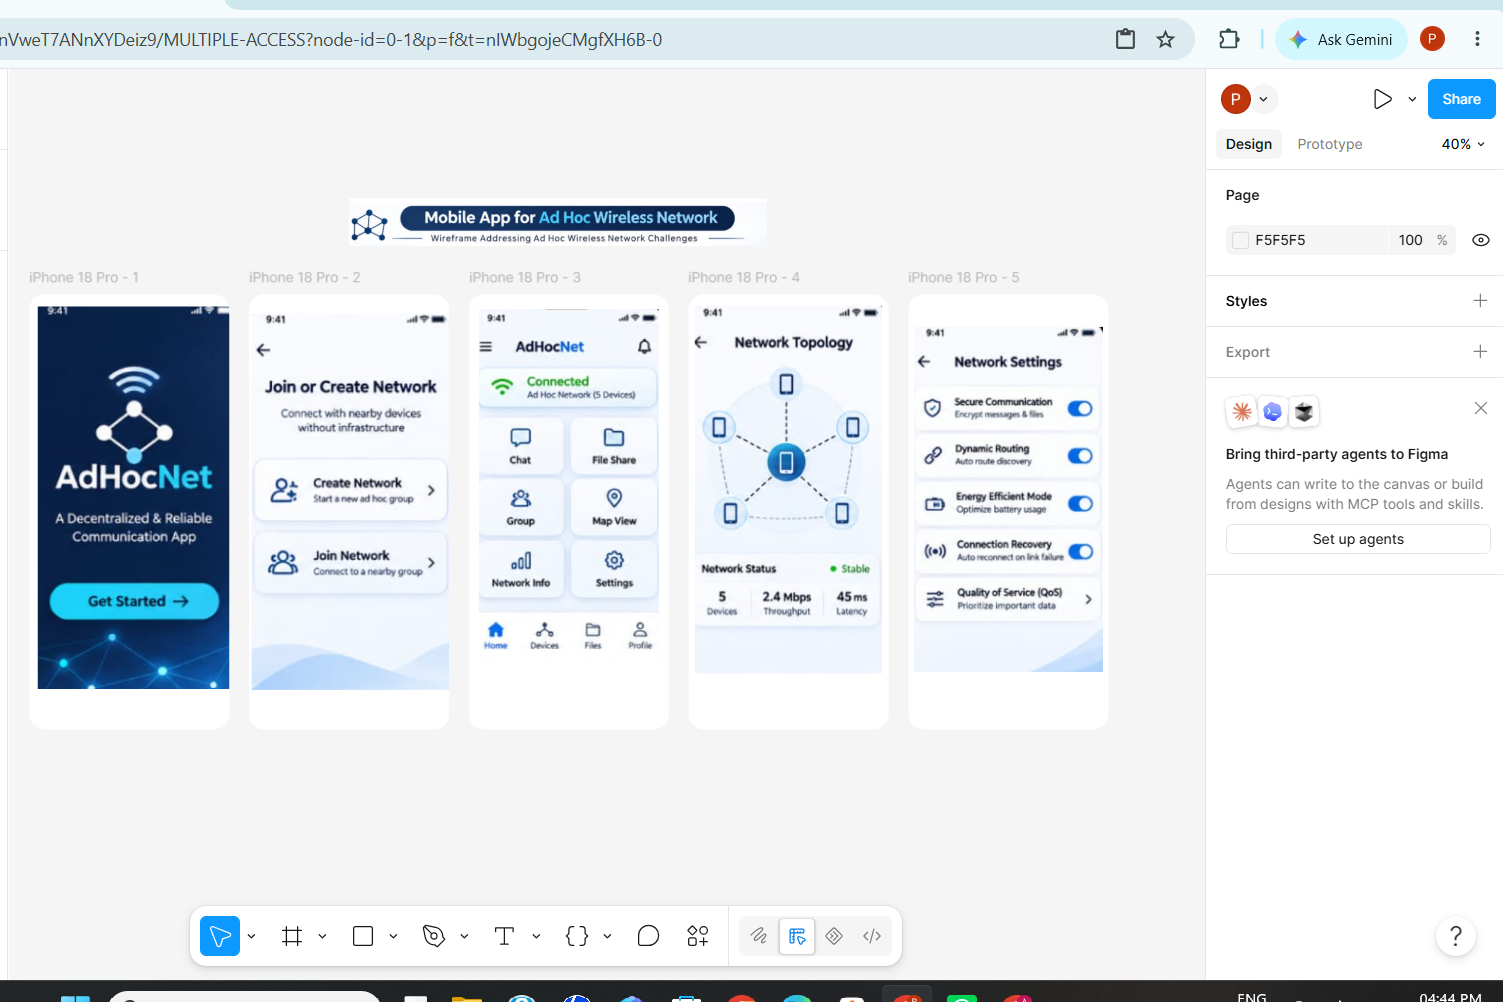 nVweT7ANnXYDeiz9/MULTIPLE-ACCESS?node-id=0-1&p=f&t=nIWbgojeCMgfXH6B-0
Ask Gemini
P
P
Share
Design
Prototype
40%
Page
F5F5F5
100 %
Styles
Export
Bring third-party agents to Figma
Agents can write to the canvas or build
from designs with MCP tools and skills.
Set up agents
Mobile App for Ad Hoc Wireless Network
Wireframe Addressing Ad Hoc Wireless Network Challenges
iPhone 18 Pro - 1
9:41
AdHocNet
A Decentralized & Reliable
Communication App
Get Started →
iPhone 18 Pro - 2
9:41
Join or Create Network
Connect with nearby devices
without infrastructure
Create Network
Start a new ad hoc group
Join Network
Connect to a nearby group
iPhone 18 Pro - 3
9:41
AdHocNet
Connected
Ad Hoc Network (5 Devices)
Chat
File Share
Group
Map View
Network Info
Settings
Home
Devices
Files
Profile
iPhone 18 Pro - 4
9:41
Network Topology
Network Status
Stable
5
Devices
2.4 Mbps
Throughput
45 ms
Latency
iPhone 18 Pro - 5
9:41
Network Settings
Secure Communication
Encrypt messages & files
Dynamic Routing
Auto route discovery
Energy Efficient Mode
Optimize battery usage
Connection Recovery
Auto reconnect on link failure
Quality of Service (QoS)
Prioritize important data
?
ENG
04:44 PM